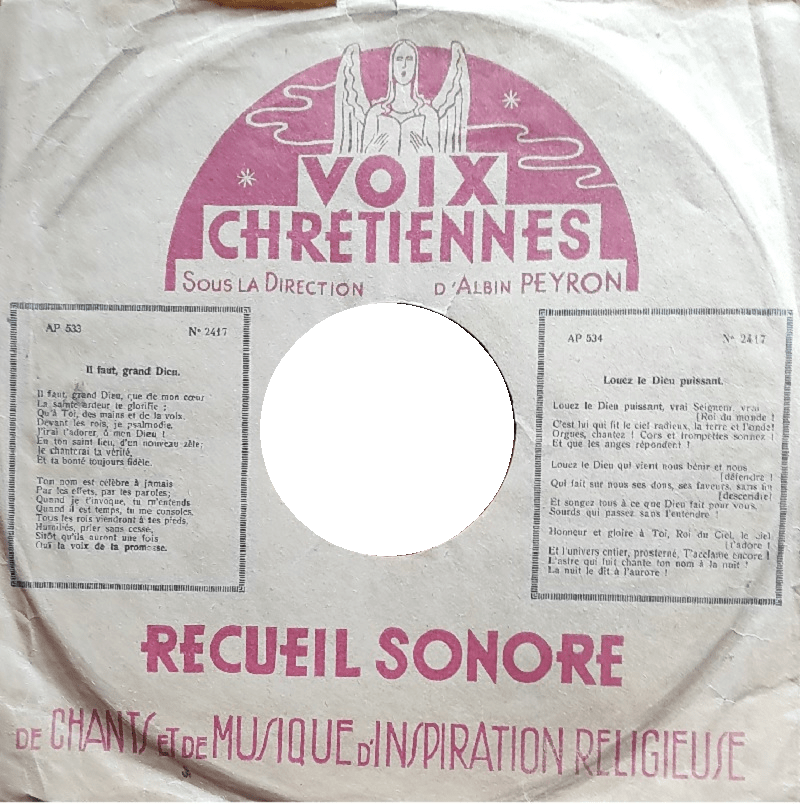 VOIX
CHRÉTIENNES
SOUS LA DIRECTION D'ALBIN PEYRON
AP 533 N° 2417
Il faut, grand Dieu.
Il faut, grand Dieu, que de mon cœur
La sainte ardeur te glorifie ;
Qu'à Toi, des mains et de la voix,
Devant les rois, je psalmodie.
J'irai t'adorer, ô mon Dieu !
En ton saint lieu, d'un nouveau zèle;
Je chanterai ta vérité,
Et ta bonté toujours fidèle.
Ton nom est célèbre à jamais
Par tes effets, par tes paroles;
Quand je t'invoque, tu m'entends
Quand il est temps, tu me consoles.
Tous les rois viendront à tes pieds,
Humiliés, prier sans cesse,
Sitôt qu'ils auront une fois
Ouï la voix de ta promesse.
AP 534 N° 2417
Louez le Dieu puissant.
Louez le Dieu puissant, vrai Seigneur, vrai
[Roi du monde !
C'est lui qui fit le ciel radieux, la terre et l'onde!
Orgues, chantez ! Cors et trompettes sonnez !
Et que les anges répondent !
Louez le Dieu qui vient nous bénir et nous
[défendre !
Qui fait sur nous ses dons, ses faveurs, sans fin
[descendre!
Et songez tous à ce que Dieu fait pour vous,
Sourds qui passez sans l'entendre !
Honneur et gloire à Toi, Roi du Ciel, le ciel
[t'adore !
Et l'univers entier, prosterné, T'acclame encore !
L'astre qui luit chante ton nom à la nuit !
La nuit le dit à l'aurore !
RECUEIL SONORE
DE CHANTS ET DE MUSIQUE D'INSPIRATION RELIGIEUSE